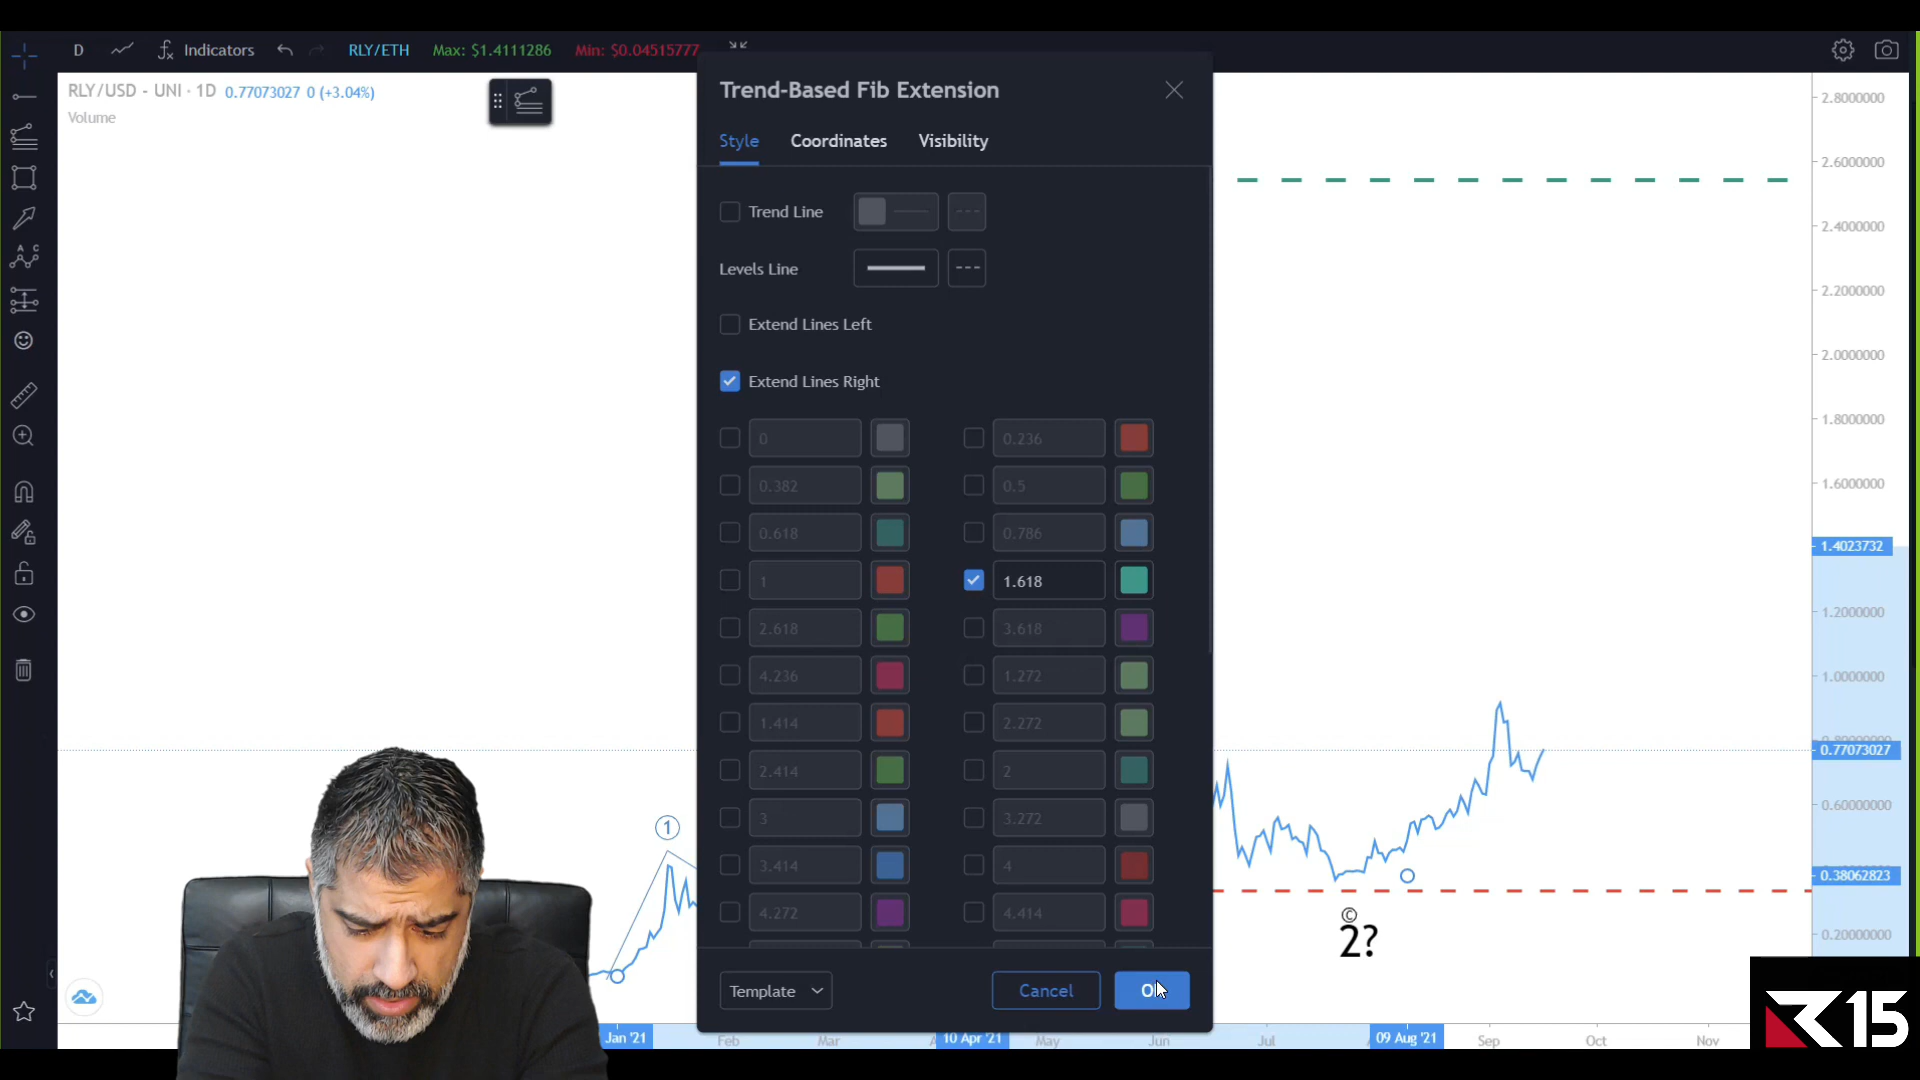 D Indicators RLY/ETH Max: $1.4111286 Min: $0.04515777
RLY/USD - UNI · 1D 0.77073027 0 (+3.04%)
Volume
Trend-Based Fib Extension
Style Coordinates Visibility
Trend Line
Levels Line
Extend Lines Left
Extend Lines Right
0 0.236
0.382 0.5
0.618 0.786
1 1.618
2.618 3.618
4.236 1.272
1.414 2.272
2.414 2
3 3.272
3.414 4
4.272 4.414
Template Cancel
A C
B
1
©
2?
2.8000000
2.6000000
2.4000000
2.2000000
2.0000000
1.8000000
1.6000000
1.4023732
1.2000000
1.0000000
0.77073027
0.60000000
0.38062823
0.20000000
Jan '21 Feb Mar 10 Apr '21 May Jun Jul 09 Aug '21 Sep Oct Nov
R15